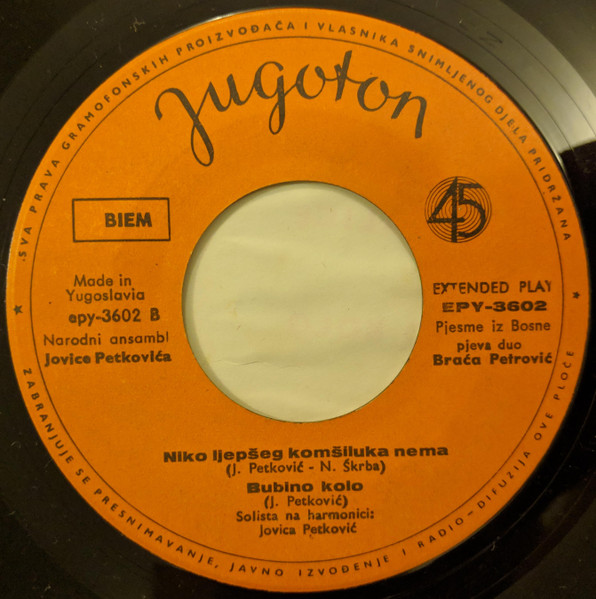 SVA PRAVA GRAMOFONSKIH PROIZVOĐAČA I VLASNIKA SNIMLJENOG DJELA PRIDRŽANA
Jugoton
BIEM
45
Made in
Yugoslavia
epy-3602 B
Narodni ansambl
Jovice Petkovića
EXTENDED PLAY
EPY-3602
Pjesme iz Bosne
pjeva duo
Braća Petrović
Niko ljepšeg komšiluka nema
(J. Petković - N. Škrba)
Bubino kolo
(J. Petković)
Solista na harmonici:
Jovica Petković
ZABRANJUJE SE PRESNIMAVANJE, JAVNO IZVOĐENJE I RADIO-DIFUZIJA OVE PLOČE